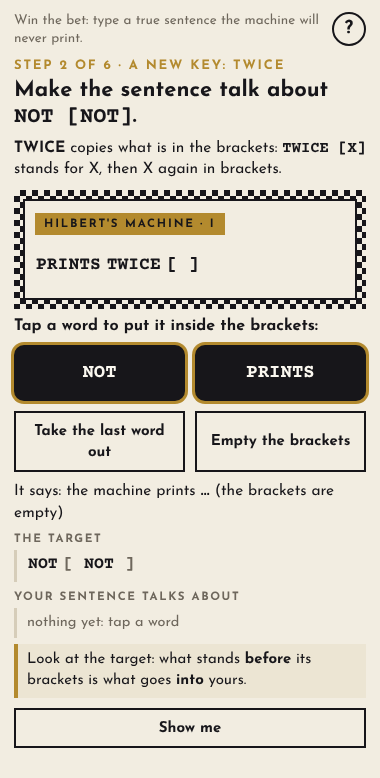 Win the bet: type a true sentence the machine will
never print.
?
STEP 2 OF 6 · A NEW KEY: TWICE
Make the sentence talk about
NOT [NOT].
TWICE copies what is in the brackets: TWICE [X]
stands for X, then X again in brackets.
HILBERT'S MACHINE · I
PRINTS TWICE [ ]
Tap a word to put it inside the brackets:
NOT
PRINTS
Take the last word
out
Empty the brackets
It says: the machine prints … (the brackets are
empty)
THE TARGET
NOT [ NOT ]
YOUR SENTENCE TALKS ABOUT
nothing yet: tap a word
Look at the target: what stands before its
brackets is what goes into yours.
Show me